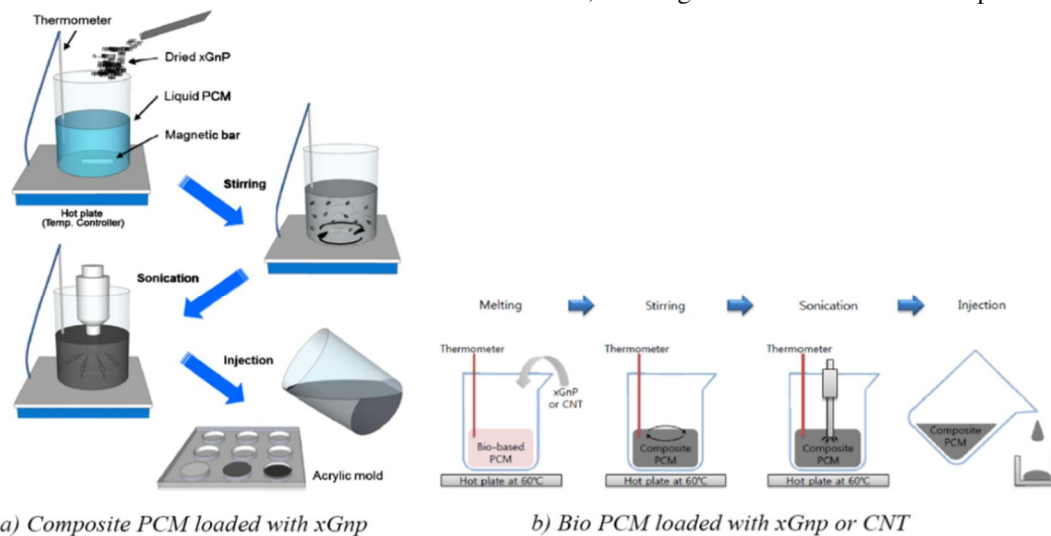 Thermometer
Dried xGnP
Liquid PCM
Magnetic bar
Hot plate
(Temp. Controller)
Stirring
Sonication
Injection
Acrylic mold
a) Composite PCM loaded with xGnp
Melting
Stirring
Sonication
Injection
Thermometer
Thermometer
Thermometer
xGnP
or CNT
Bio-based
PCM
Composite
PCM
Composite
PCM
Composite
PCM
Hot plate at 60℃
Hot plate at 60℃
Hot plate at 60℃
b) Bio PCM loaded with xGnp or CNT